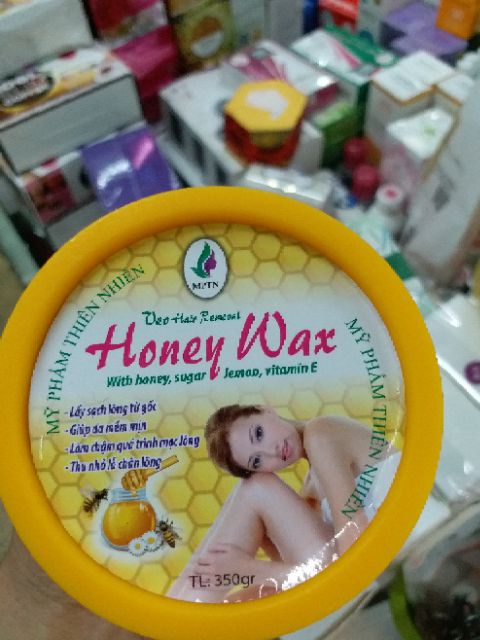 MPTN
MỸ PHẨM THIÊN NHIÊN
Veo Hair Removal
Honey Wax
With honey, sugar lemon, vitamin E
- Lấy sạch lông từ gốc
- Giúp da mềm mịn
- Làm chậm quá trình mọc lông
- Thu nhỏ lỗ chân lông
MỸ PHẨM THIÊN NHIÊN
TL: 350gr